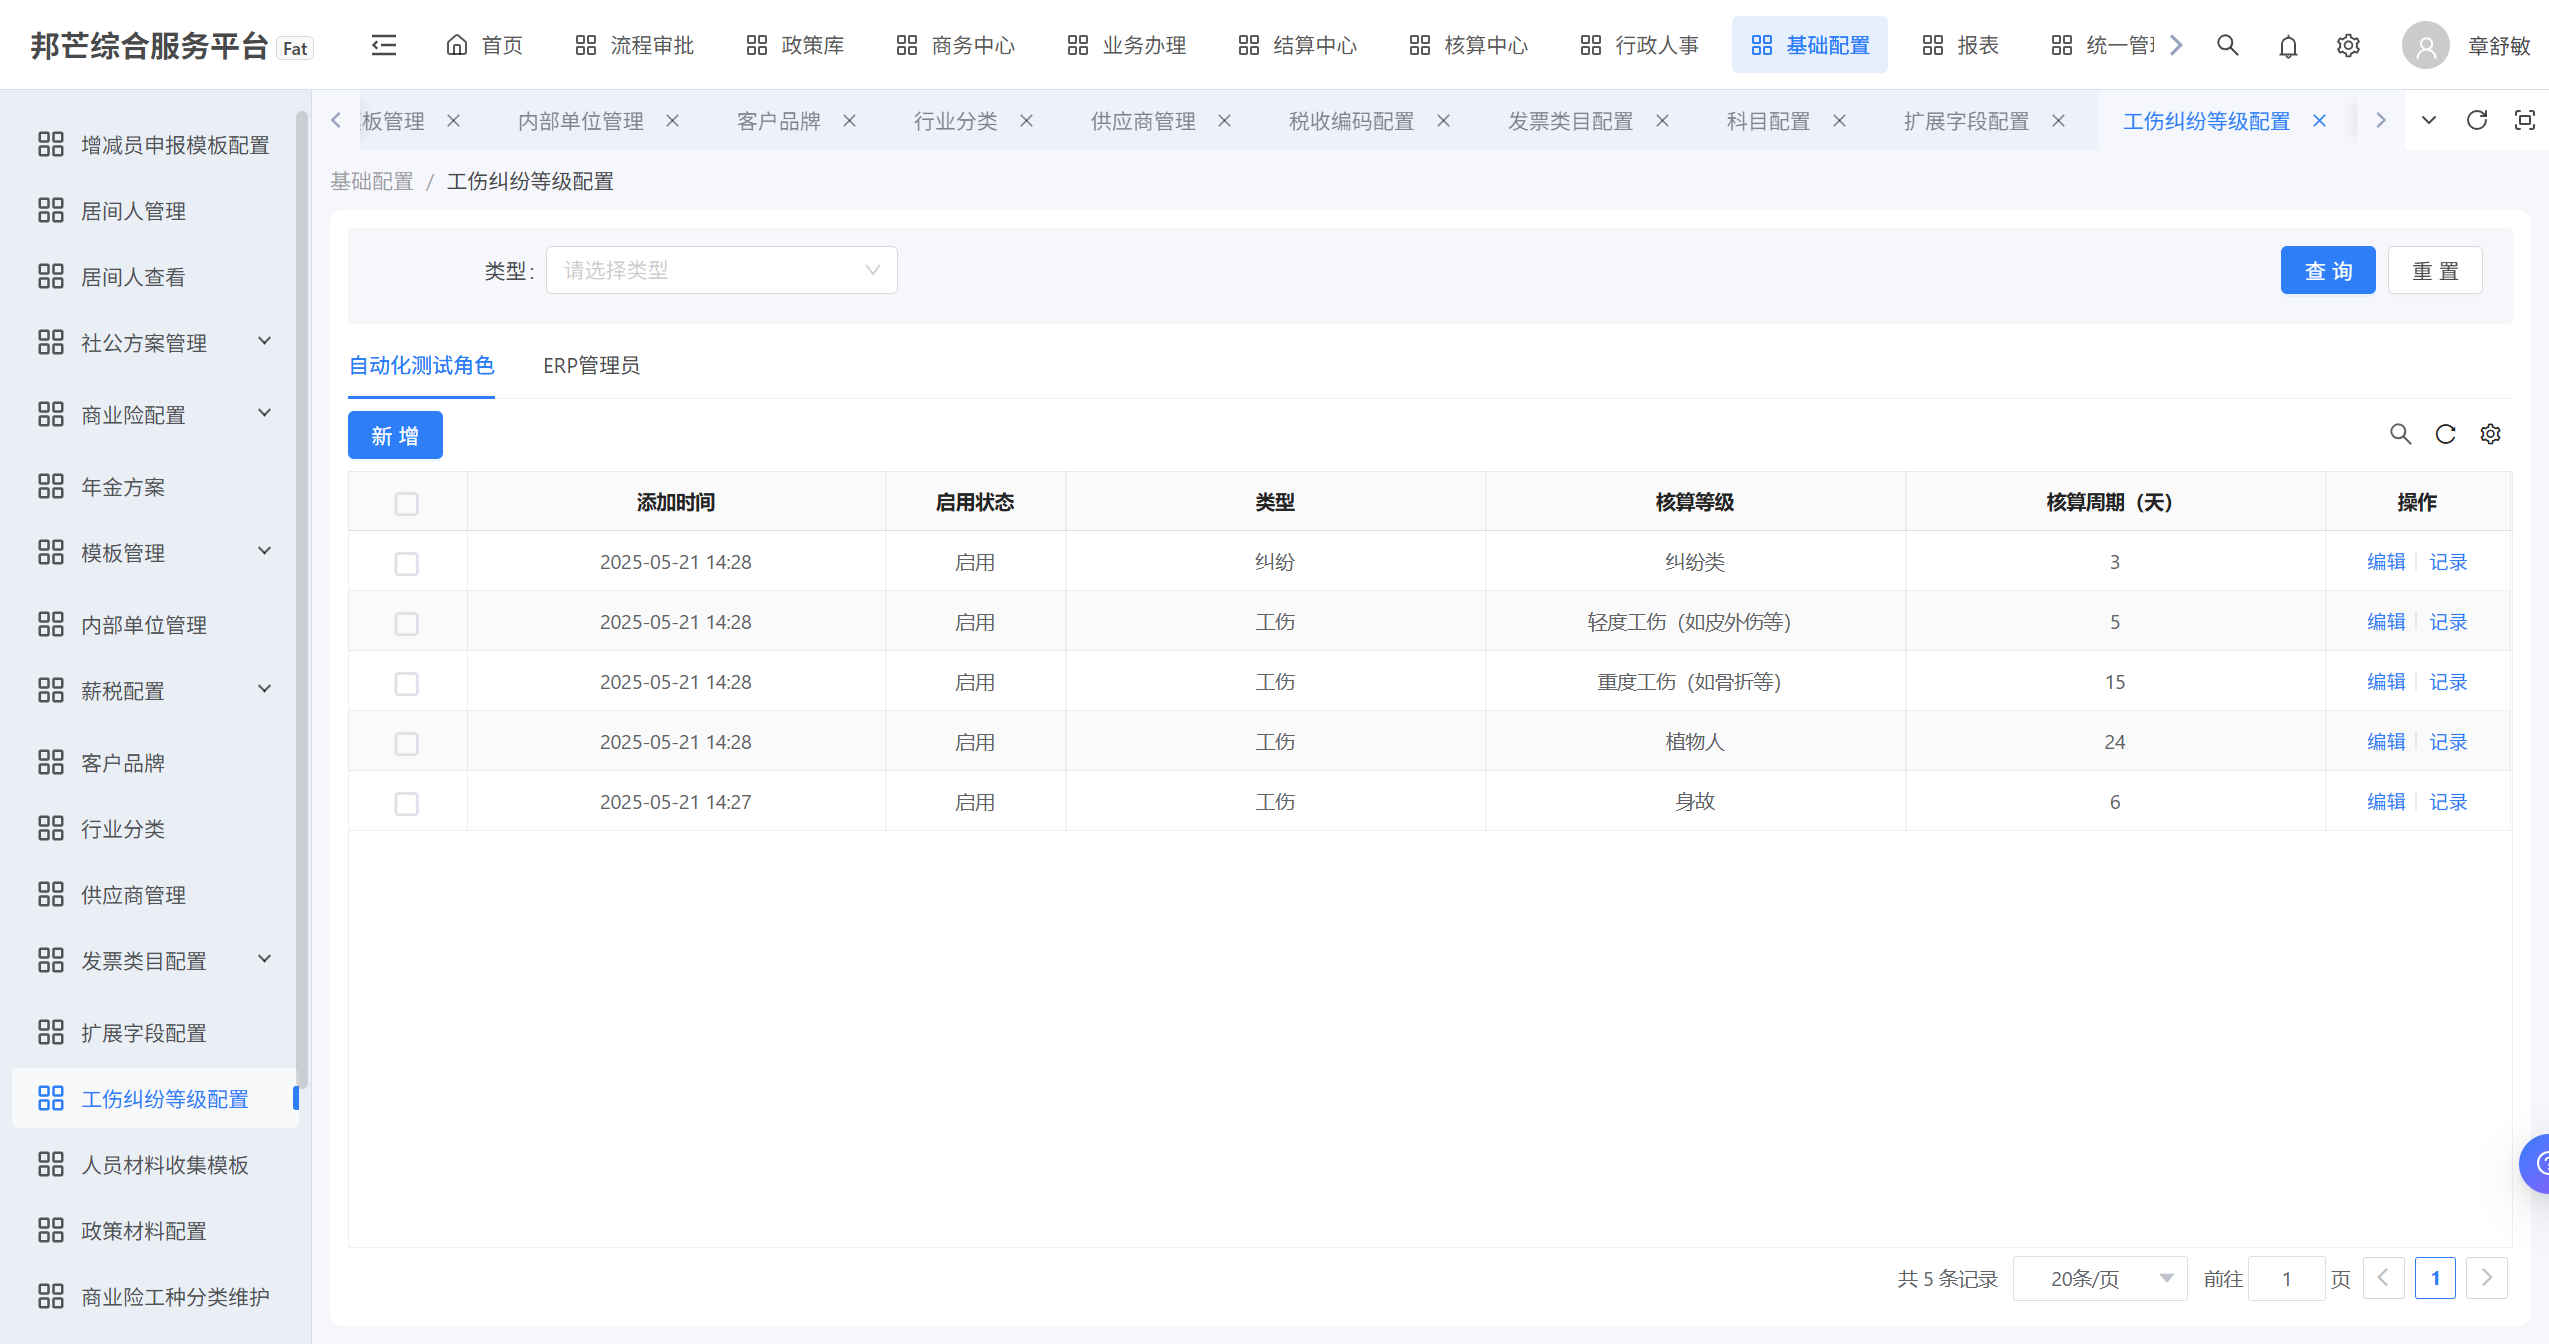 邦芒综合服务平台 Fat
首页 流程审批 政策库 商务中心 业务办理 结算中心 核算中心 行政人事 基础配置 报表 统一管 章舒敏
板管理 内部单位管理 客户品牌 行业分类 供应商管理 税收编码配置 发票类目配置 科目配置 扩展字段配置 工伤纠纷等级配置
增减员申报模板配置
居间人管理
居间人查看
社公方案管理
商业险配置
年金方案
模板管理
内部单位管理
薪税配置
客户品牌
行业分类
供应商管理
发票类目配置
扩展字段配置
工伤纠纷等级配置
人员材料收集模板
政策材料配置
商业险工种分类维护
基础配置 / 工伤纠纷等级配置
类型: 请选择类型 查 询 重 置
自动化测试角色 ERP管理员
新 增
添加时间 启用状态 类型 核算等级 核算周期（天） 操作
2025-05-21 14:28 启用 纠纷 纠纷类 3 编辑 记录
2025-05-21 14:28 启用 工伤 轻度工伤（如皮外伤等） 5 编辑 记录
2025-05-21 14:28 启用 工伤 重度工伤（如骨折等） 15 编辑 记录
2025-05-21 14:28 启用 工伤 植物人 24 编辑 记录
2025-05-21 14:27 启用 工伤 身故 6 编辑 记录
共 5 条记录 20条/页 前往 1 页 1